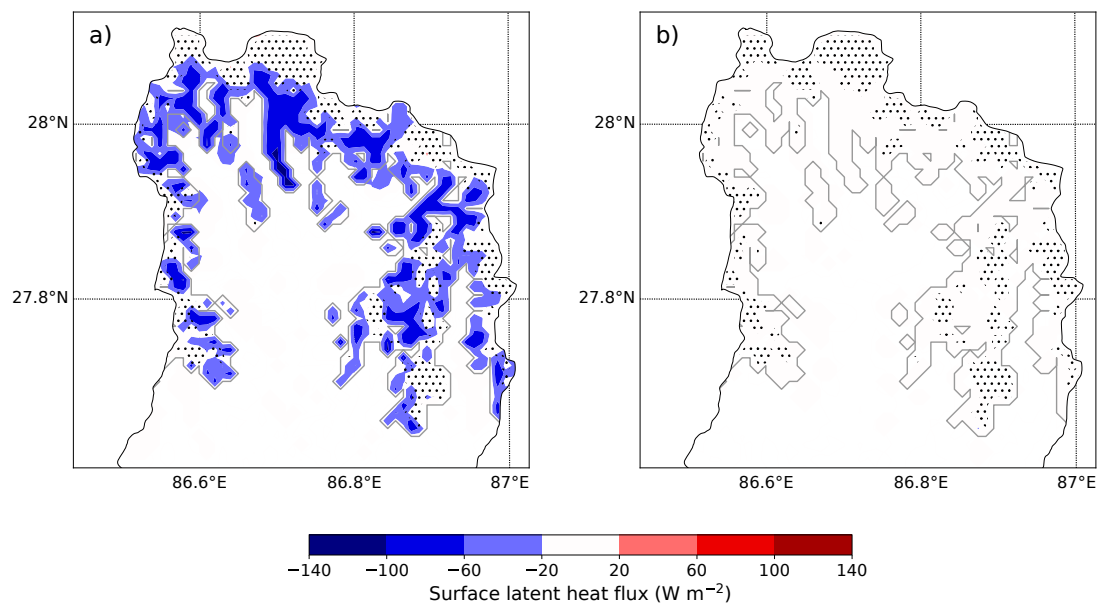 a)
b)
28°N
28°N
27.8°N
27.8°N
86.6°E 86.8°E 87°E
86.6°E 86.8°E 87°E
−140 −100 −60 −20 20 60 100 140
Surface latent heat flux (W m⁻²)